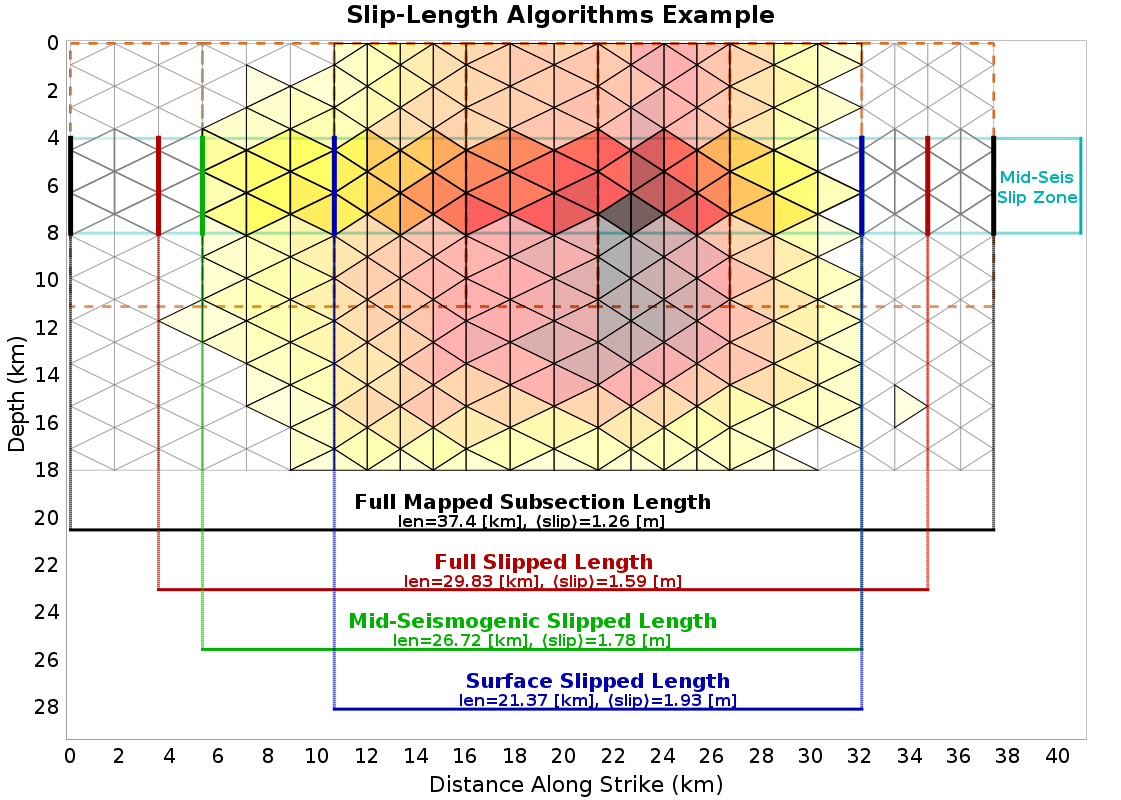 Slip-Length Algorithms Example
0
2
4
6
8
10
12
14
16
18
20
22
24
26
28
Depth (km)
Mid-Seis
Slip Zone
Full Mapped Subsection Length
len=37.4 [km], ⟨slip⟩=1.26 [m]
Full Slipped Length
len=29.83 [km], ⟨slip⟩=1.59 [m]
Mid-Seismogenic Slipped Length
len=26.72 [km], ⟨slip⟩=1.78 [m]
Surface Slipped Length
len=21.37 [km], ⟨slip⟩=1.93 [m]
0 2 4 6 8 10 12 14 16 18 20 22 24 26 28 30 32 34 36 38 40
Distance Along Strike (km)